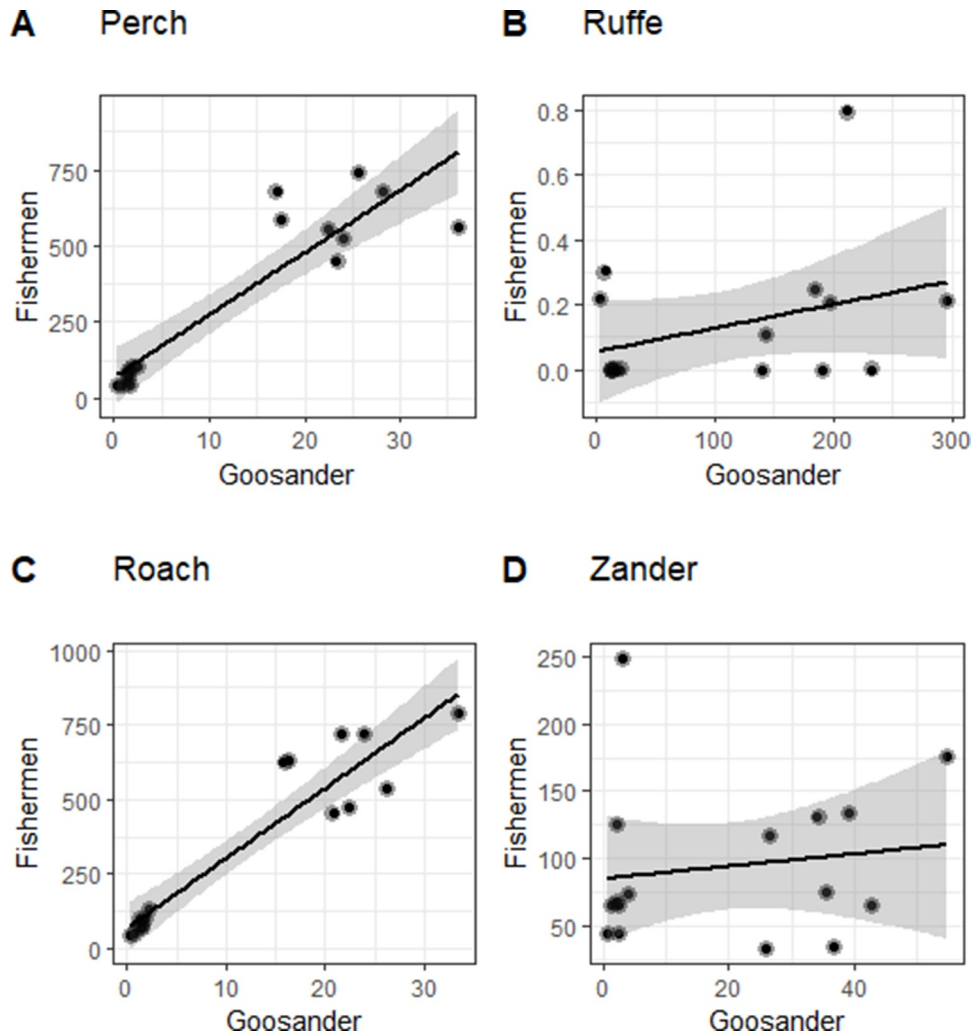 A Perch
B Ruffe
Fishermen
750
500
250
0
0 10 20 30
Goosander
Fishermen
0.8
0.6
0.4
0.2
0.0
0 100 200 300
Goosander
C Roach
D Zander
Fishermen
1000
750
500
250
0
0 10 20 30
Goosander
Fishermen
250
200
150
100
50
0 20 40
Goosander